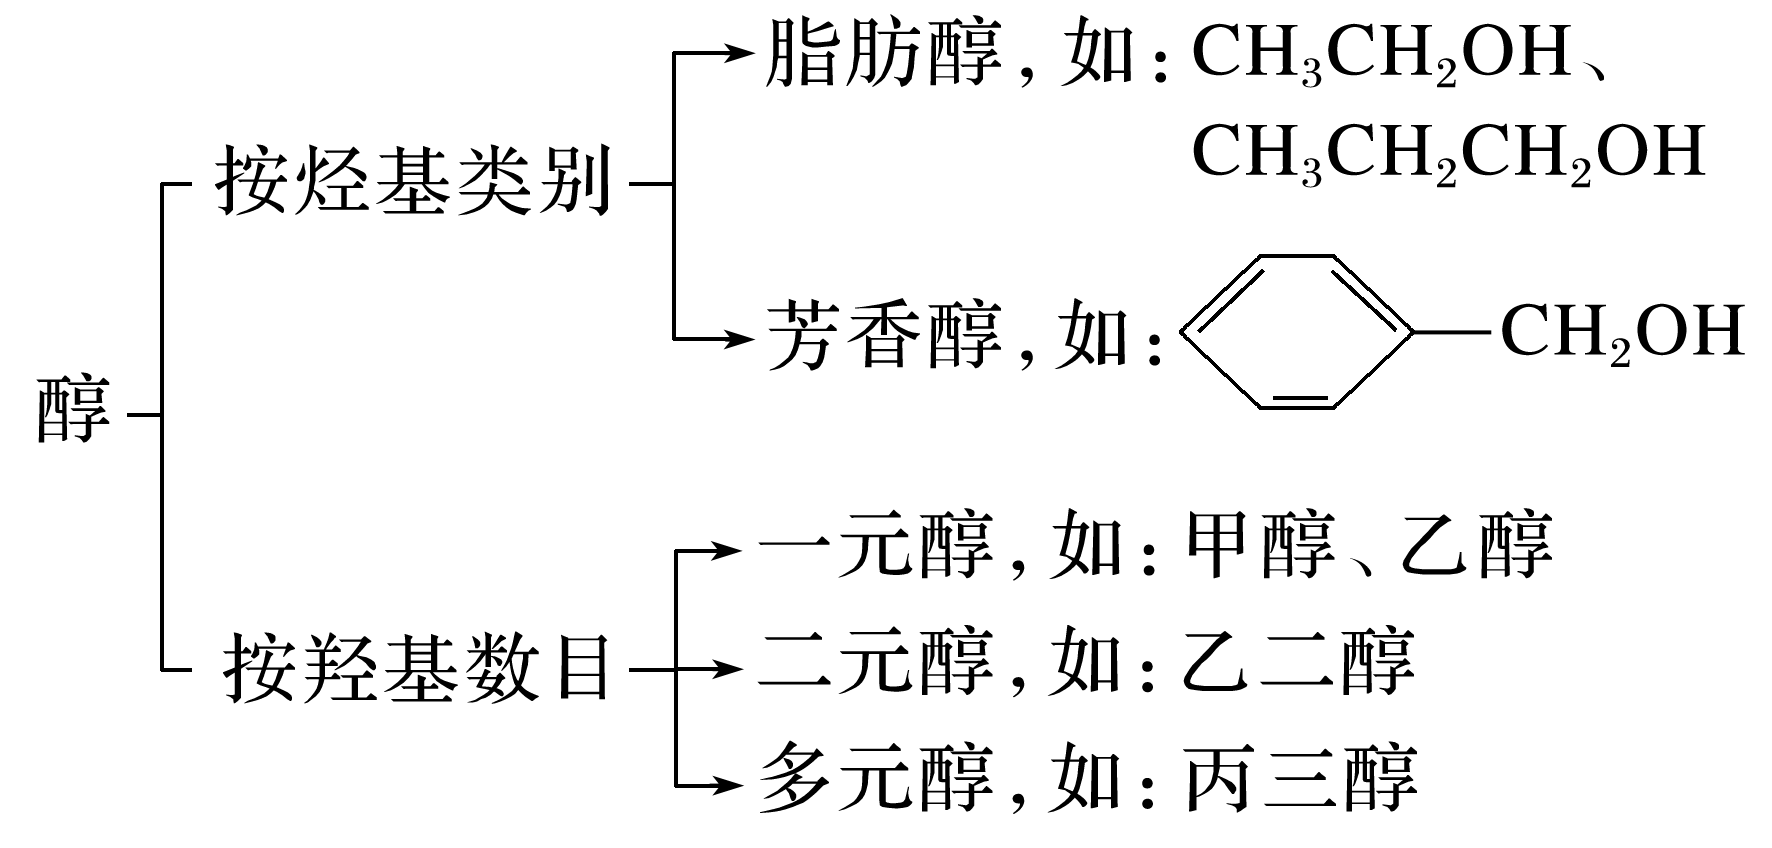 脂肪醇,如:CH₃CH₂OH、
CH₃CH₂CH₂OH
按烃基类别
芳香醇,如:
CH₂OH
醇
一元醇,如:甲醇、乙醇
二元醇,如:乙二醇
按羟基数目
多元醇,如:丙三醇